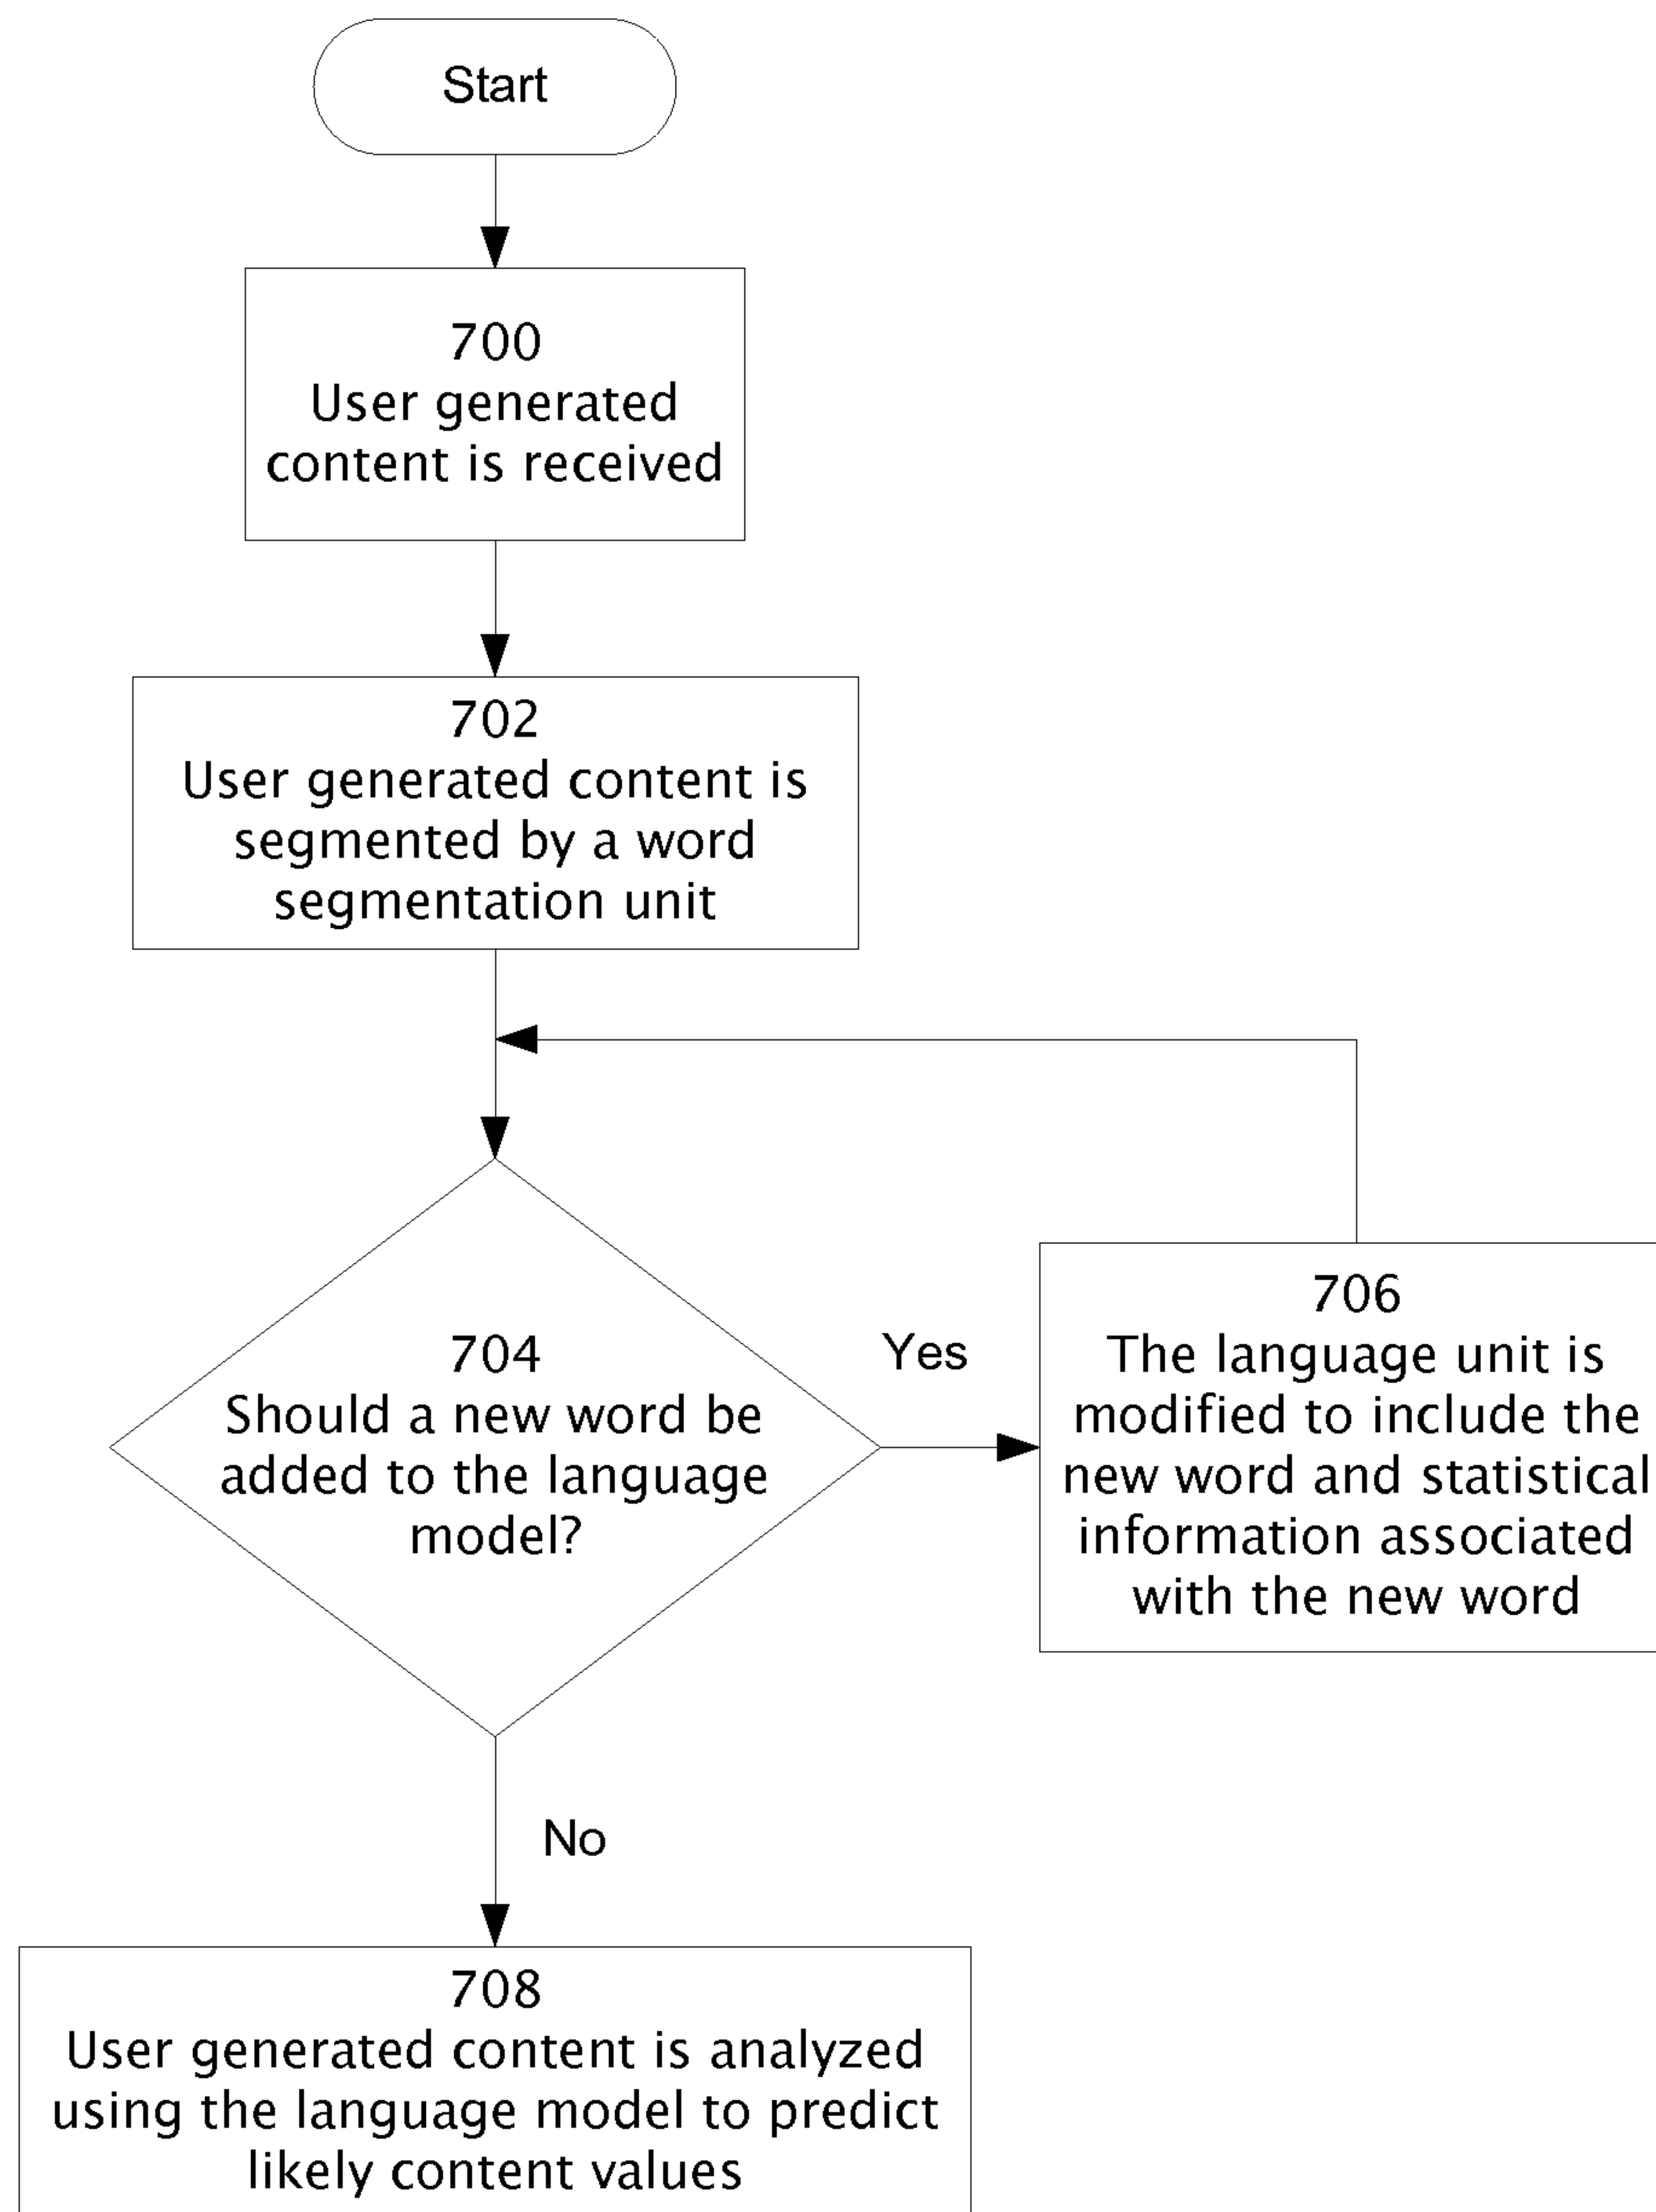 Start
700
User generated
content is received
702
User generated content is
segmented by a word
segmentation unit
704
Should a new word be
added to the language
model?
Yes
706
The language unit is
modified to include the
new word and statistical
information associated
with the new word
No
708
User generated content is analyzed
using the language model to predict
likely content values